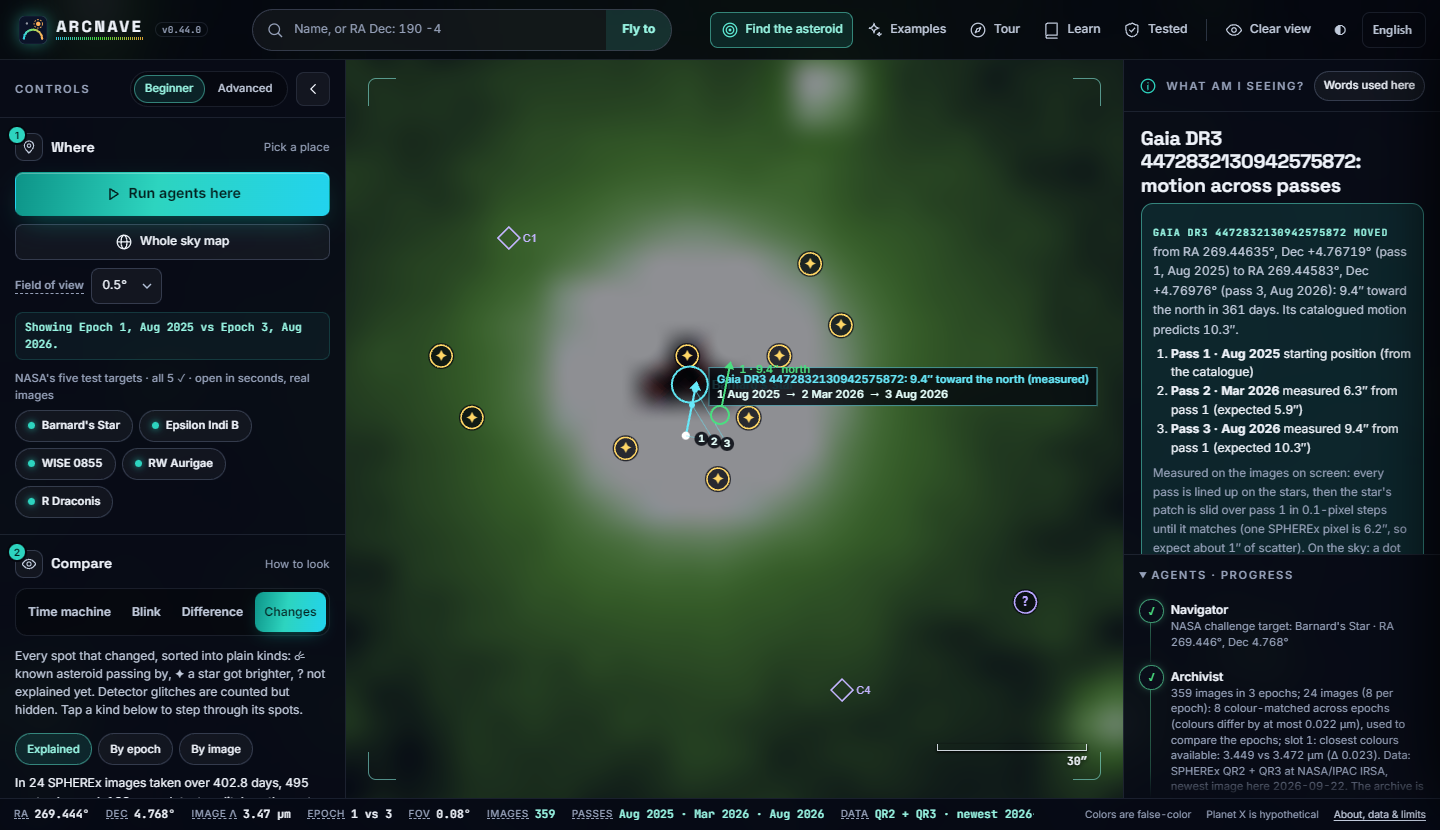 ARCNAVE v0.44.0
Name, or RA Dec: 190 -4
Fly to
Find the asteroid
Examples
Tour
Learn
Tested
Clear view
English
CONTROLS
Beginner
Advanced
1
Where
Pick a place
Run agents here
Whole sky map
Field of view
0.5°
Showing Epoch 1, Aug 2025 vs Epoch 3, Aug
2026.
NASA's five test targets · all 5 ✓ · open in seconds, real
images
Barnard's Star
Epsilon Indi B
WISE 0855
RW Aurigae
R Draconis
2
Compare
How to look
Time machine
Blink
Difference
Changes
Every spot that changed, sorted into plain kinds: ☄
known asteroid passing by, ✦ a star got brighter, ? not
explained yet. Detector glitches are counted but
hidden. Tap a kind below to step through its spots.
Explained
By epoch
By image
In 24 SPHEREx images taken over 402.8 days, 495
C1
1 · 9.4″ north
Gaia DR3 4472832130942575872: 9.4″ toward the north (measured)
1 Aug 2025 → 2 Mar 2026 → 3 Aug 2026
1 2 3
?
C4
30″
WHAT AM I SEEING?
Words used here
Gaia DR3
4472832130942575872:
motion across passes
GAIA DR3 4472832130942575872 MOVED
from RA 269.44635°, Dec +4.76719° (pass
1, Aug 2025) to RA 269.44583°, Dec
+4.76976° (pass 3, Aug 2026): 9.4″ toward
the north in 361 days. Its catalogued motion
predicts 10.3″.
1. Pass 1 · Aug 2025 starting position (from
the catalogue)
2. Pass 2 · Mar 2026 measured 6.3″ from
pass 1 (expected 5.9″)
3. Pass 3 · Aug 2026 measured 9.4″ from
pass 1 (expected 10.3″)
Measured on the images on screen: every
pass is lined up on the stars, then the star's
patch is slid over pass 1 in 0.1-pixel steps
until it matches (one SPHEREx pixel is 6.2″, so
expect about 1″ of scatter). On the sky: a dot
▼ AGENTS · PROGRESS
✓ Navigator
NASA challenge target: Barnard's Star · RA
269.446°, Dec 4.768°
✓ Archivist
359 images in 3 epochs; 24 images (8 per
epoch): 8 colour-matched across epochs
(colours differ by at most 0.022 µm), used to
compare the epochs; slot 1: closest colours
available: 3.449 vs 3.472 µm (Δ 0.023). Data:
SPHEREx QR2 + QR3 at NASA/IPAC IRSA,
newest image here 2026-09-22. The archive is
RA 269.444° DEC 4.768° IMAGE Λ 3.47 µm EPOCH 1 vs 3 FOV 0.08° IMAGES 359 PASSES Aug 2025 · Mar 2026 · Aug 2026 DATA QR2 + QR3 · newest 2026
Colors are false-color
Planet X is hypothetical
About, data & limits